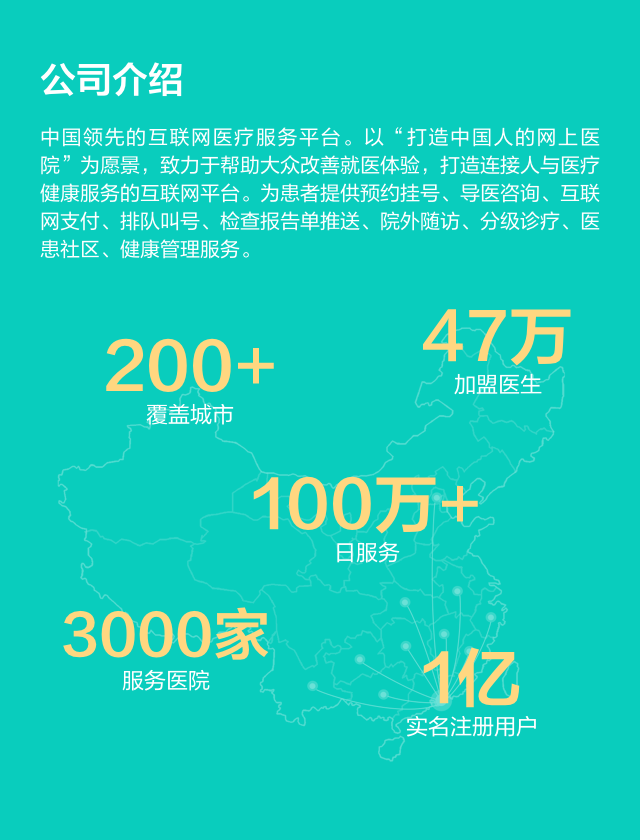 公司介绍
中国领先的互联网医疗服务平台。以“打造中国人的网上医
院”为愿景，致力于帮助大众改善就医体验，打造连接人与医疗
健康服务的互联网平台。为患者提供预约挂号、导医咨询、互联
网支付、排队叫号、检查报告单推送、院外随访、分级诊疗、医
患社区、健康管理服务。
47万
加盟医生
200+
覆盖城市
100万+
日服务
3000家
服务医院
1亿
实名注册用户